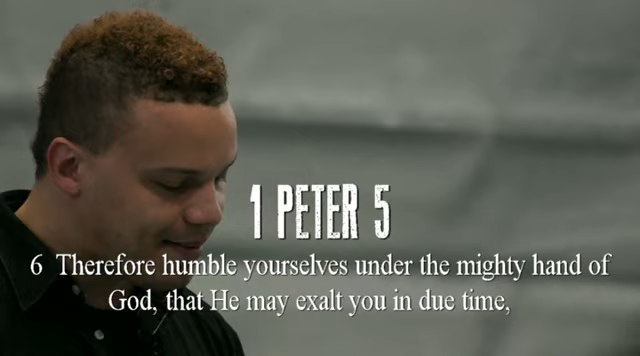 1 PETER 5
6 Therefore humble yourselves under the mighty hand of
God, that He may exalt you in due time,